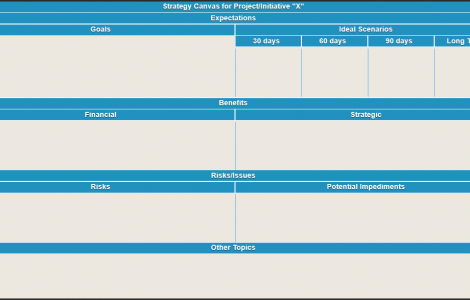 Strategy Canvas for Project/Initiative "X"
Expectations
Goals
Ideal Scenarios
30 days
60 days
90 days
Long T
Benefits
Financial
Strategic
Risks/Issues
Risks
Potential Impediments
Other Topics